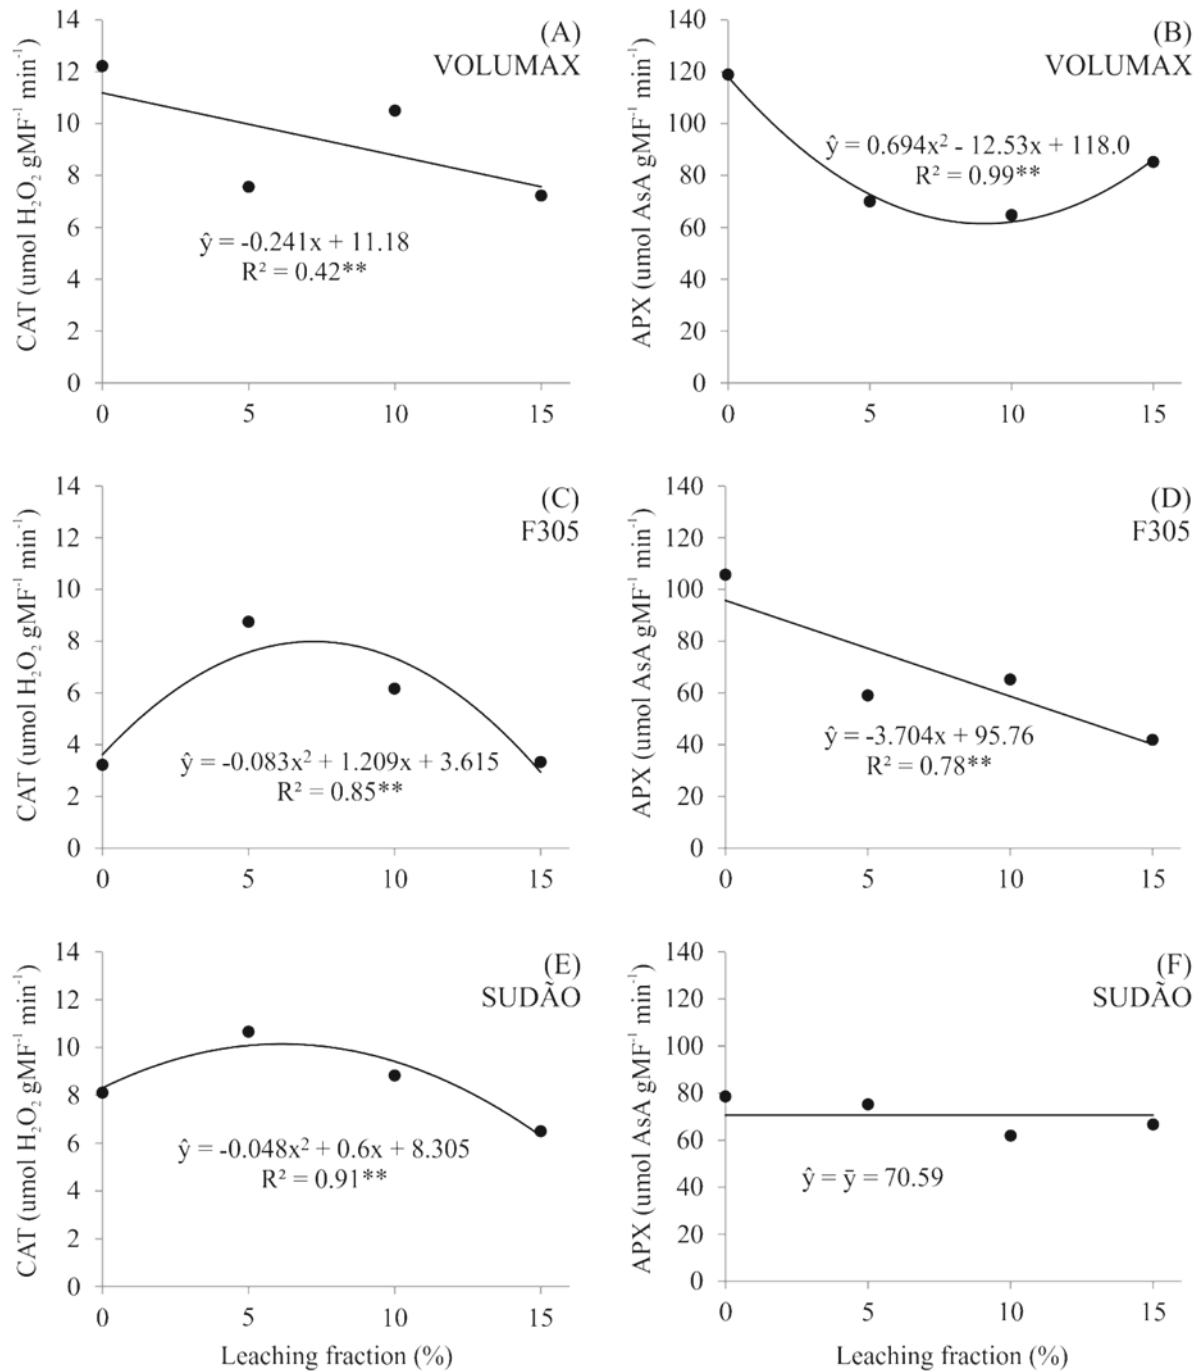 (A)
VOLUMAX
CAT (umol H₂O₂ gMF⁻¹ min⁻¹)
14
12
10
8
6
4
2
0
ŷ = -0.241x + 11.18
R² = 0.42**
0 5 10 15
(B)
VOLUMAX
APX (umol AsA gMF⁻¹ min⁻¹)
140
120
100
80
60
40
20
0
ŷ = 0.694x² - 12.53x + 118.0
R² = 0.99**
0 5 10 15
(C)
F305
CAT (umol H₂O₂ gMF⁻¹ min⁻¹)
14
12
10
8
6
4
2
0
ŷ = -0.083x² + 1.209x + 3.615
R² = 0.85**
0 5 10 15
(D)
F305
APX (umol AsA gMF⁻¹ min⁻¹)
140
120
100
80
60
40
20
0
ŷ = -3.704x + 95.76
R² = 0.78**
0 5 10 15
(E)
SUDÃO
CAT (umol H₂O₂ gMF⁻¹ min⁻¹)
14
12
10
8
6
4
2
0
ŷ = -0.048x² + 0.6x + 8.305
R² = 0.91**
0 5 10 15
Leaching fraction (%)
(F)
SUDÃO
APX (umol AsA gMF⁻¹ min⁻¹)
140
120
100
80
60
40
20
0
ŷ = ȳ = 70.59
0 5 10 15
Leaching fraction (%)